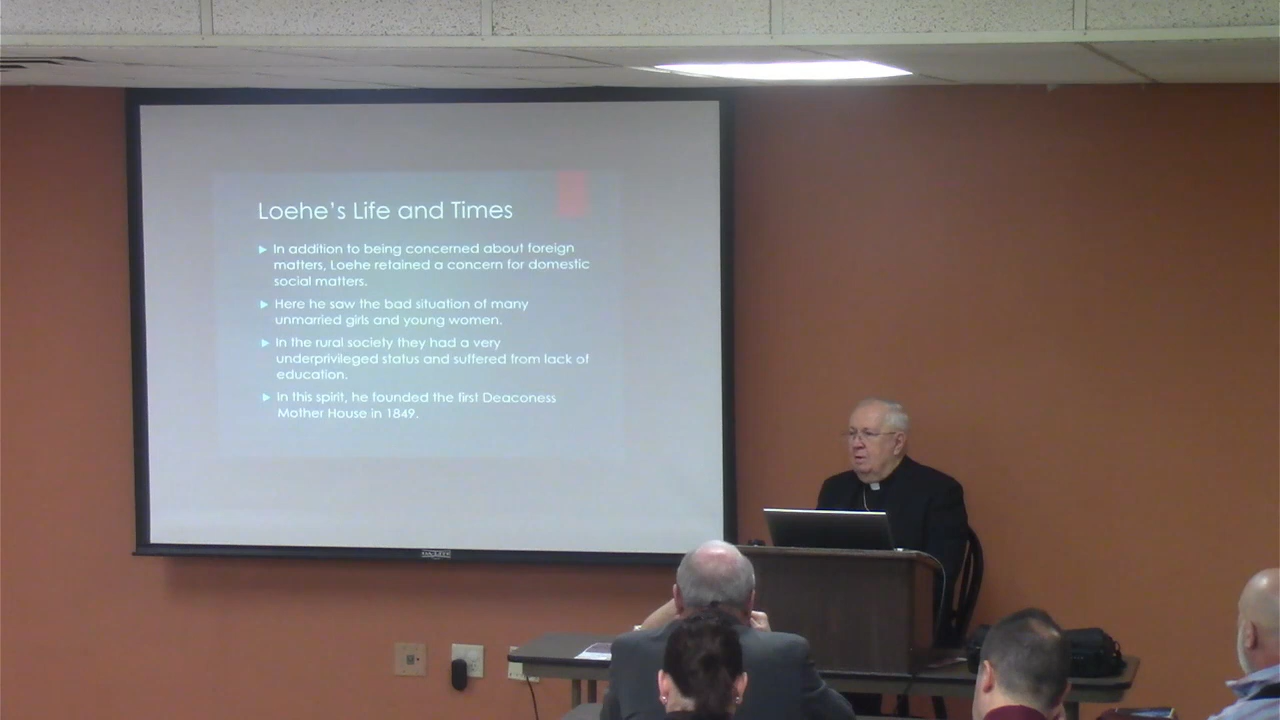 Loehe's Life and Times
In addition to being concerned about foreign
matters, Loehe retained a concern for domestic
social matters.
Here he saw the bad situation of many
unmarried girls and young women.
In the rural society they had a very
underprivileged status and suffered from lack of
education.
In this spirit, he founded the first Deaconess
Mother House in 1849.
DA-LITE